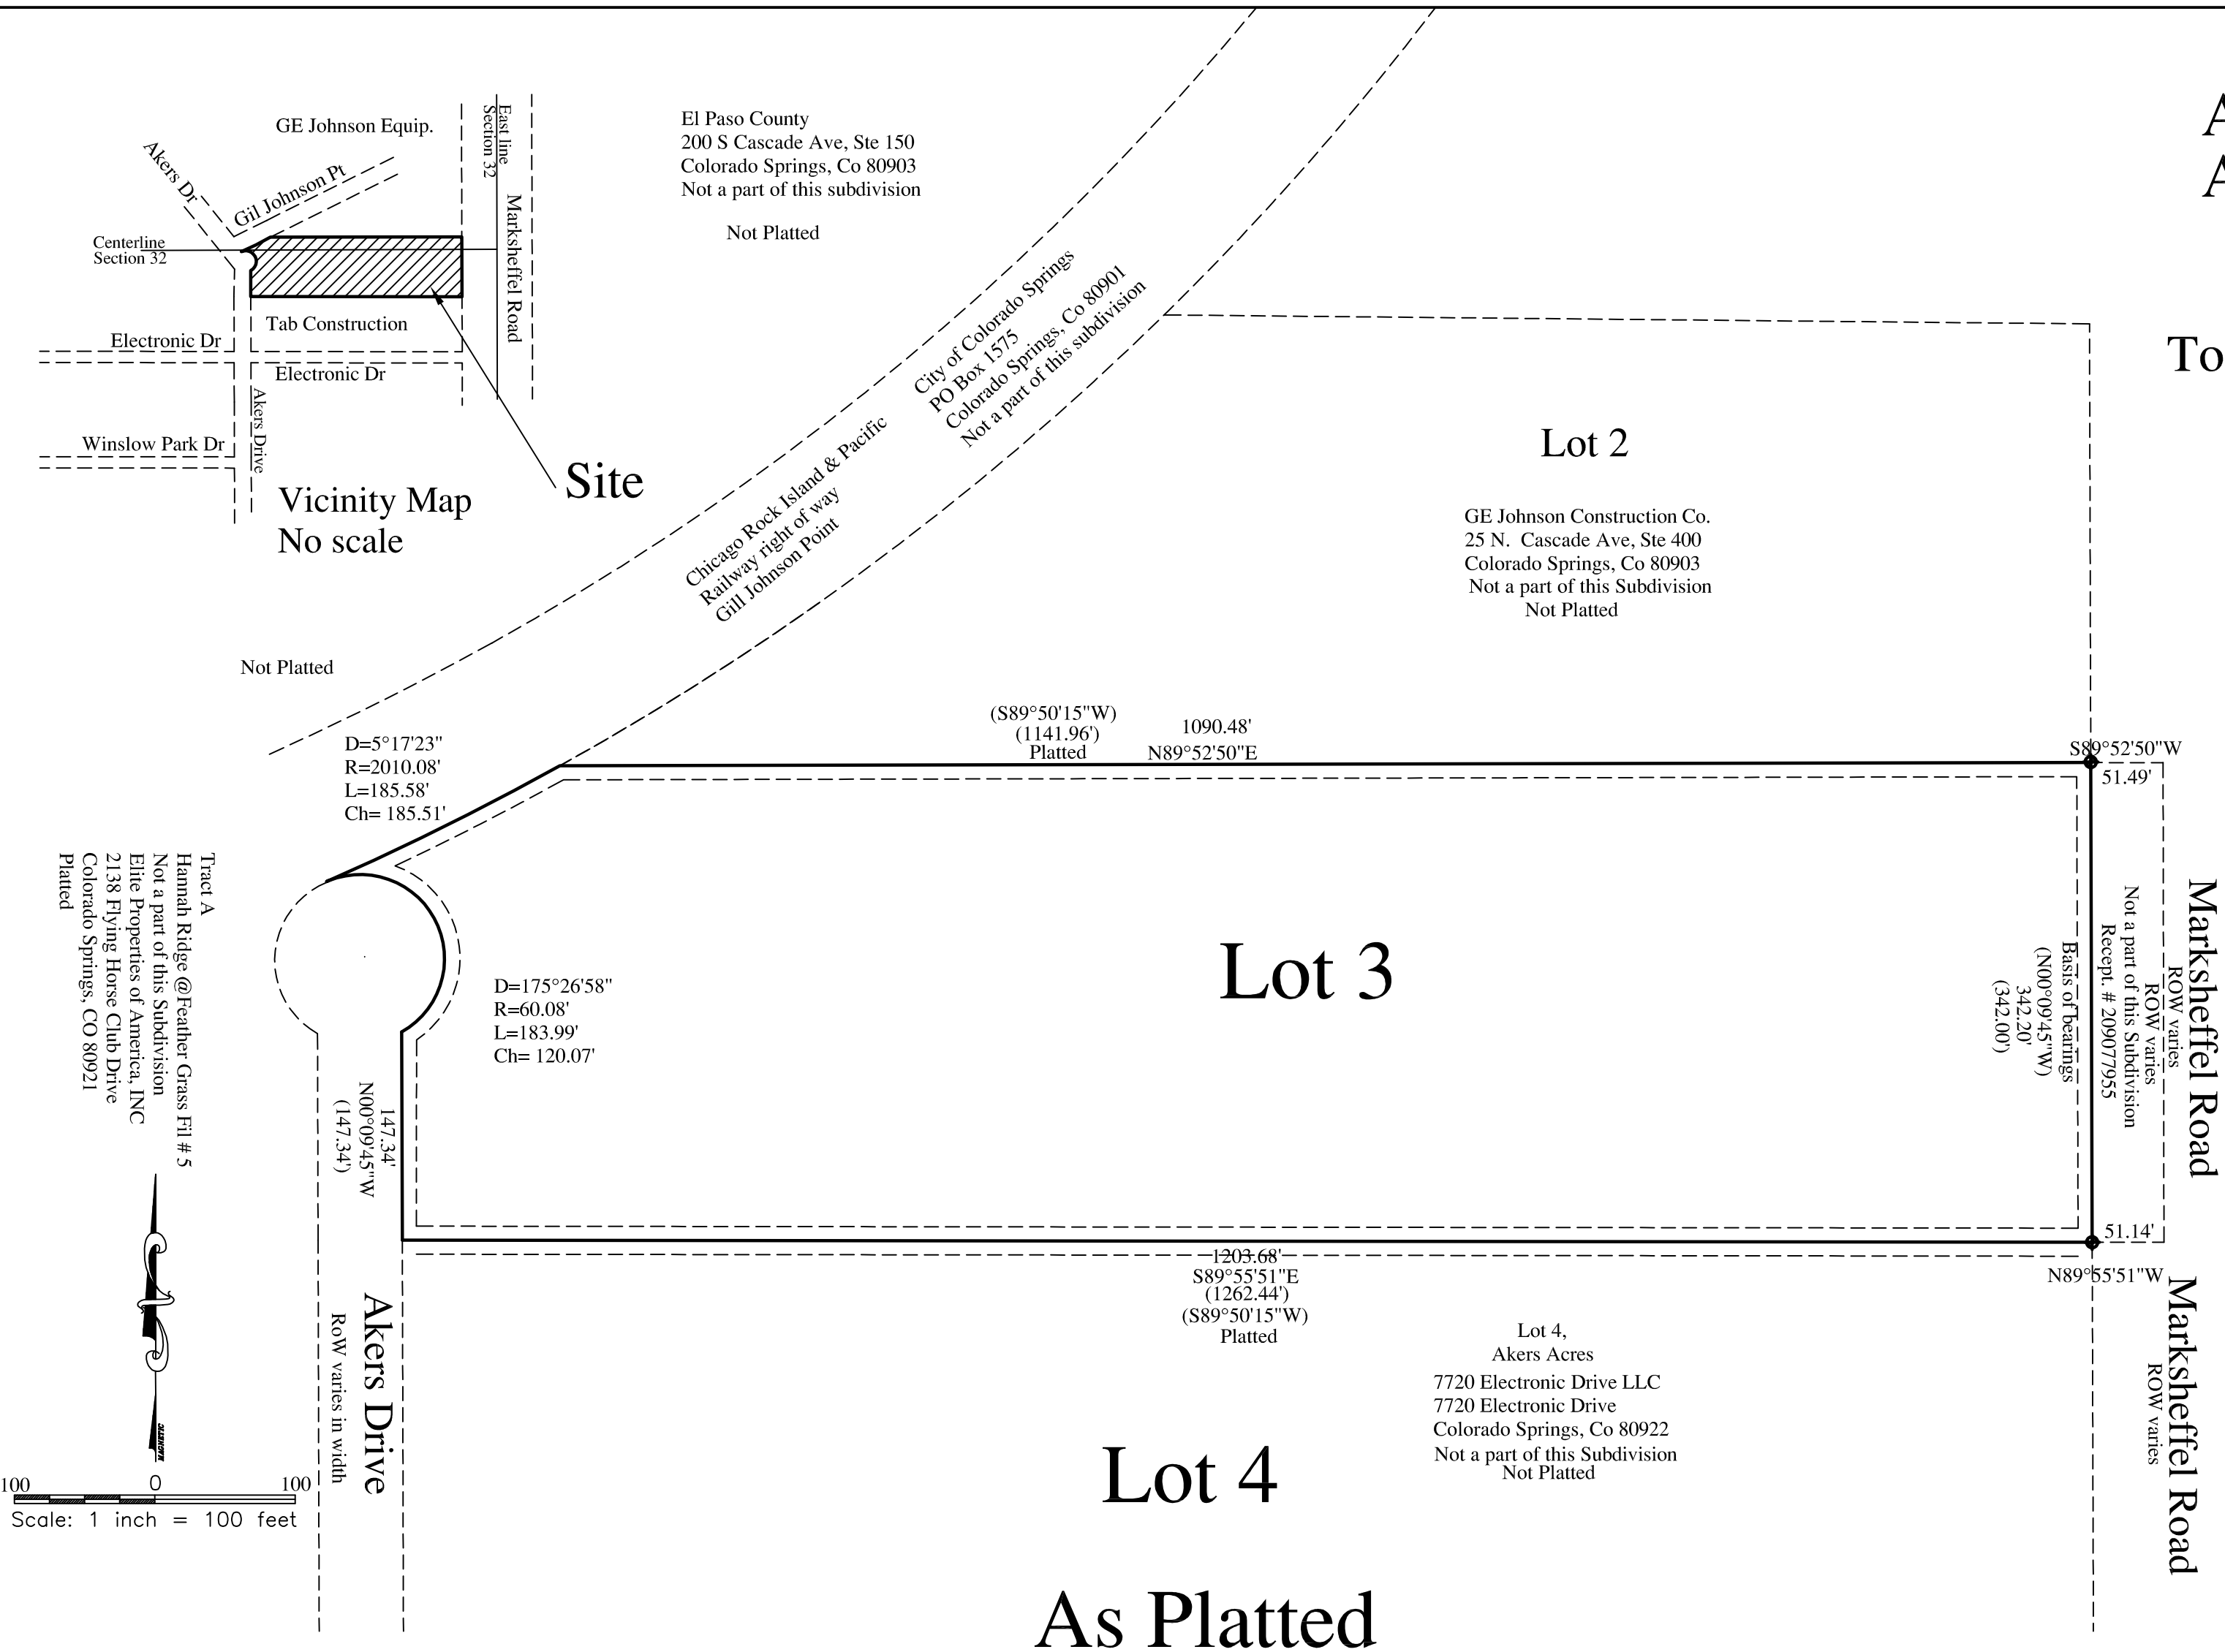 GE Johnson Equip.
Akers Dr
Gil Johnson Pt
East line
Section 32
Marksheffel Road
Centerline
Section 32
Tab Construction
Electronic Dr
Electronic Dr
Akers Drive
Winslow Park Dr
Vicinity Map
No scale
Site
El Paso County
200 S Cascade Ave, Ste 150
Colorado Springs, Co 80903
Not a part of this subdivision
Not Platted
City of Colorado Springs
PO Box 1575
Colorado Springs, Co 80901
Not a part of this subdivision
Chicago Rock Island & Pacific
Railway right of way
Gill Johnson Point
A
A
To
Lot 2
GE Johnson Construction Co.
25 N. Cascade Ave, Ste 400
Colorado Springs, Co 80903
Not a part of this Subdivision
Not Platted
Not Platted
(S89°50'15"W)
(1141.96')
Platted
1090.48'
N89°52'50"E
S89°52'50"W
51.49'
D=5°17'23"
R=2010.08'
L=185.58'
Ch= 185.51'
Tract A
Hannah Ridge @Feather Grass Fil # 5
Not a part of this Subdivision
Elite Properties of America, INC
2138 Flying Horse Club Drive
Colorado Springs, CO 80921
Platted
Lot 3
D=175°26'58"
R=60.08'
L=183.99'
Ch= 120.07'
147.34'
N00°09'45"W
(147.34')
Basis of bearings
(N00°09'45"W)
342.20'
(342.00')
Marksheffel Road
ROW varies
ROW varies
Not a part of this Subdivision
Recept. # 209077955
51.14'
N89°55'51"W
1203.68'
S89°55'51"E
(1262.44')
(S89°50'15"W)
Platted
Lot 4,
Akers Acres
7720 Electronic Drive LLC
7720 Electronic Drive
Colorado Springs, Co 80922
Not a part of this Subdivision
Not Platted
Akers Drive
RoW varies in width
Marksheffel Road
ROW varies
MAGNETIC
100 0 100
Scale: 1 inch = 100 feet
Lot 4
As Platted